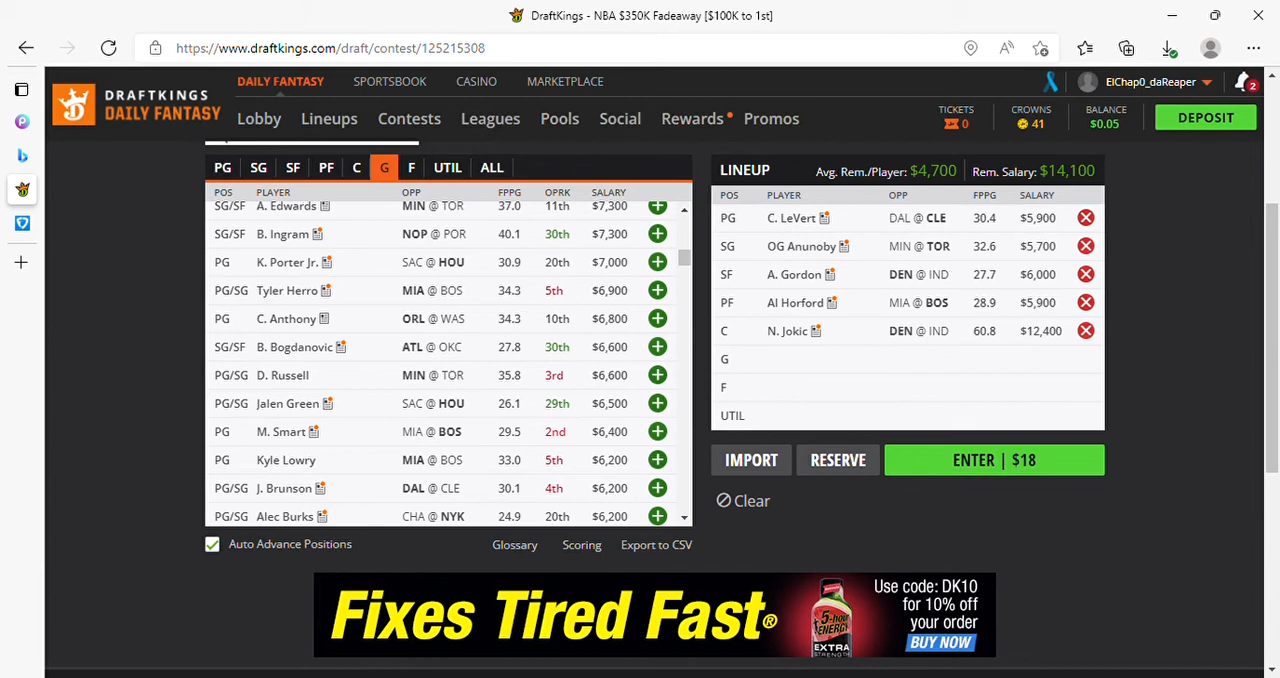 DraftKings - NBA $350K Fadeaway [$100K to 1st]
https://www.draftkings.com/draft/contest/125215308
DAILY FANTASY SPORTSBOOK CASINO MARKETPLACE
ElChap0_daReaper
2
DRAFTKINGS
DAILY FANTASY
Lobby Lineups Contests Leagues Pools Social Rewards Promos
TICKETS 0
CROWNS 41
BALANCE $0.05
DEPOSIT
PG SG SF PF C G F UTIL ALL
POS PLAYER OPP FPPG OPRK SALARY
SG/SF A. Edwards MIN @ TOR 37.0 11th $7,300
SG/SF B. Ingram NOP @ POR 40.1 30th $7,300
PG K. Porter Jr. SAC @ HOU 30.9 20th $7,000
PG/SG Tyler Herro MIA @ BOS 34.3 5th $6,900
PG C. Anthony ORL @ WAS 34.3 10th $6,800
SG/SF B. Bogdanovic ATL @ OKC 27.8 30th $6,600
PG/SG D. Russell MIN @ TOR 35.8 3rd $6,600
PG/SG Jalen Green SAC @ HOU 26.1 29th $6,500
PG M. Smart MIA @ BOS 29.5 2nd $6,400
PG Kyle Lowry MIA @ BOS 33.0 5th $6,200
PG/SG J. Brunson DAL @ CLE 30.1 4th $6,200
PG/SG Alec Burks CHA @ NYK 24.9 20th $6,200
Auto Advance Positions
Glossary Scoring Export to CSV
LINEUP Avg. Rem./Player: $4,700 Rem. Salary: $14,100
POS PLAYER OPP FPPG SALARY
PG C. LeVert DAL @ CLE 30.4 $5,900
SG OG Anunoby MIN @ TOR 32.6 $5,700
SF A. Gordon DEN @ IND 27.7 $6,000
PF Al Horford MIA @ BOS 28.9 $5,900
C N. Jokic DEN @ IND 60.8 $12,400
G
F
UTIL
IMPORT RESERVE ENTER | $18
Clear
Fixes Tired Fast®
5-hour ENERGY
EXTRA
STRENGTH
Use code: DK10
for 10% off
your order
BUY NOW